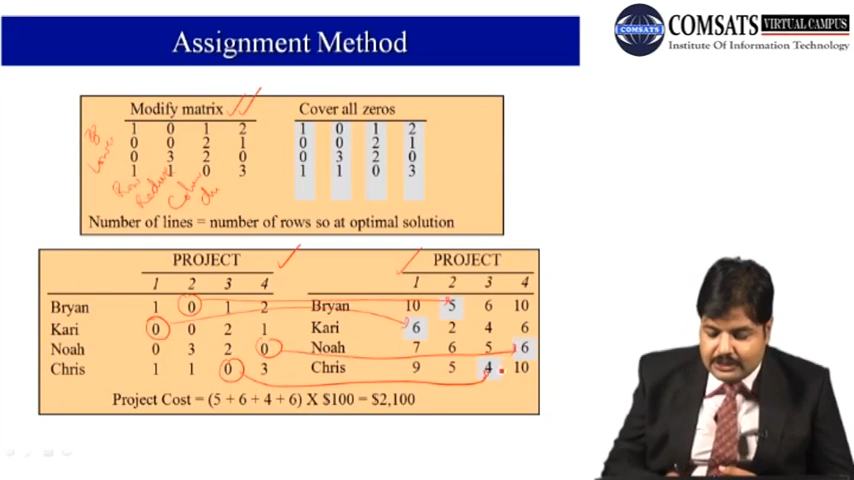 Assignment Method
COMSATS
COMSATS VIRTUAL CAMPUS
Institute Of Information Technology
Modify matrix
1 0 1 2
0 0 2 1
0 3 2 0
1 1 0 3
Cover all zeros
1 0 1 2
0 0 2 1
0 3 2 0
1 1 0 3
Row
Number of lines = number of rows so at optimal solution
PROJECT
1 2 3 4
Bryan 1 0 1 2
Kari 0 0 2 1
Noah 0 3 2 0
Chris 1 1 0 3
PROJECT
1 2 3 4
Bryan 10 5 6 10
Kari 6 2 4 6
Noah 7 6 5 6
Chris 9 5 4 10
Project Cost = (5 + 6 + 4 + 6) X $100 = $2,100